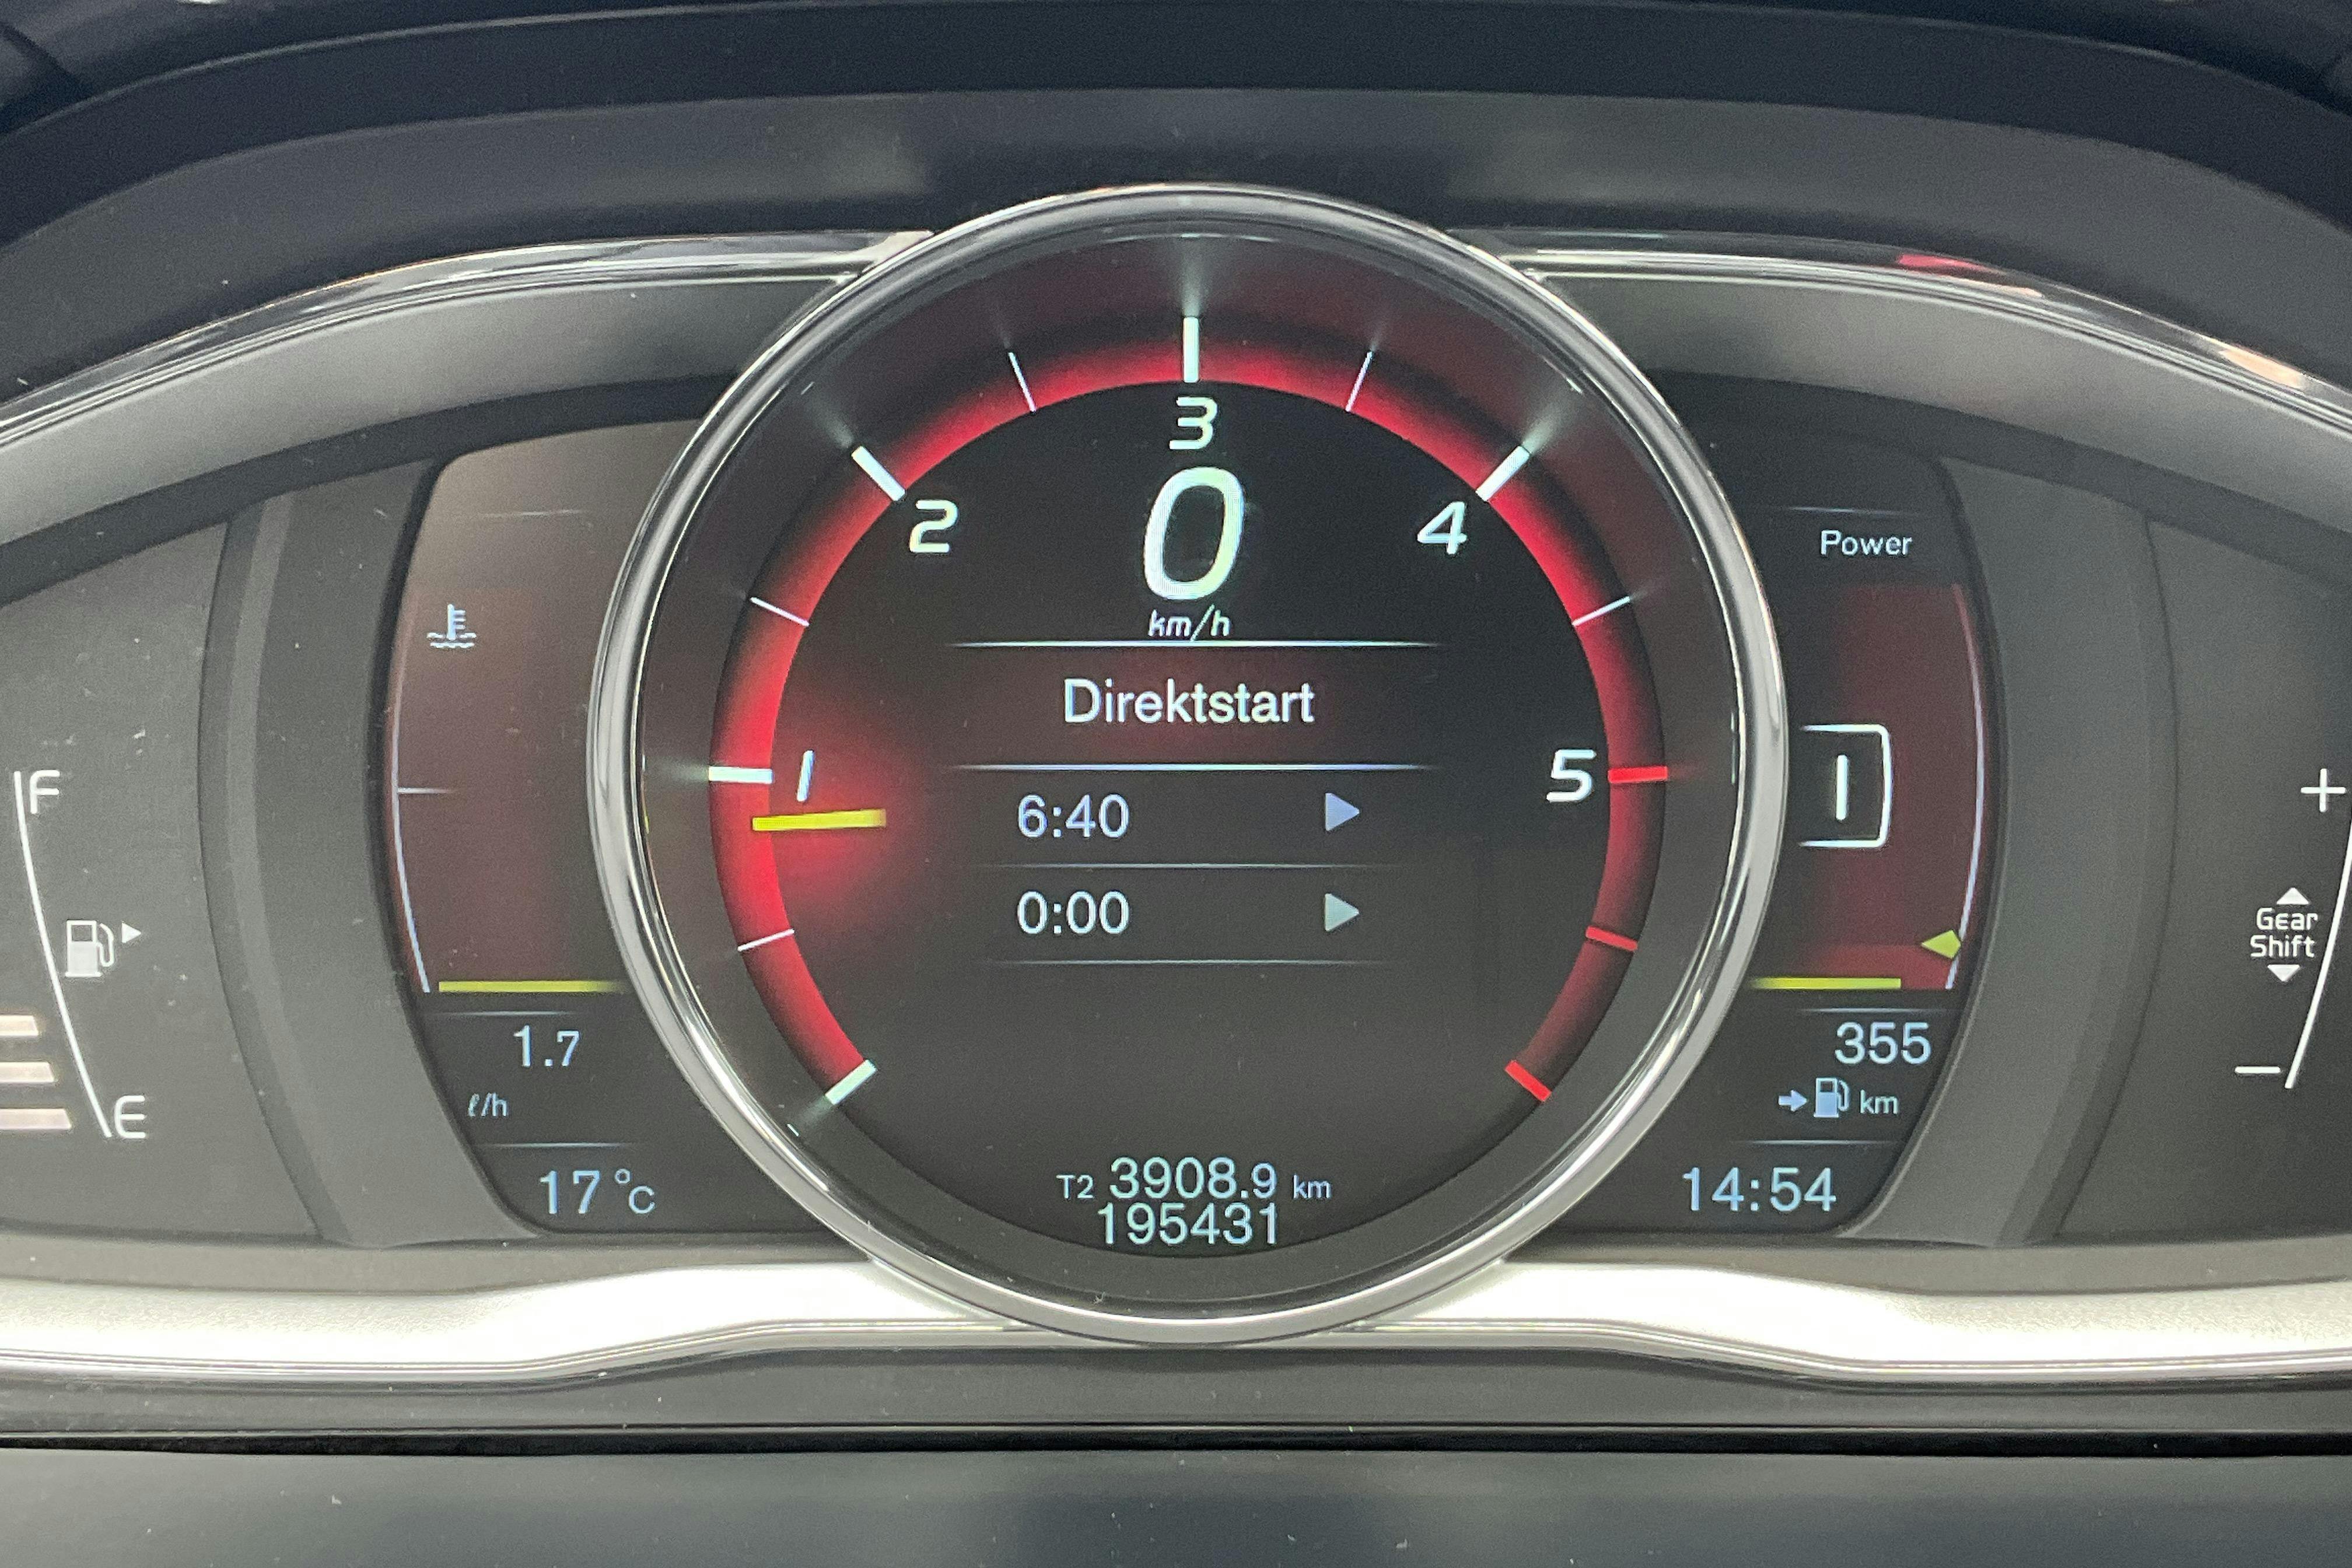 3
2
4
0
km/h
Power
Direktstart
1
5
1
6:40
0:00
F
E
+
Gear
Shift
−
1.7
ℓ/h
17°C
355
km
14:54
T2 3908.9 km
195431